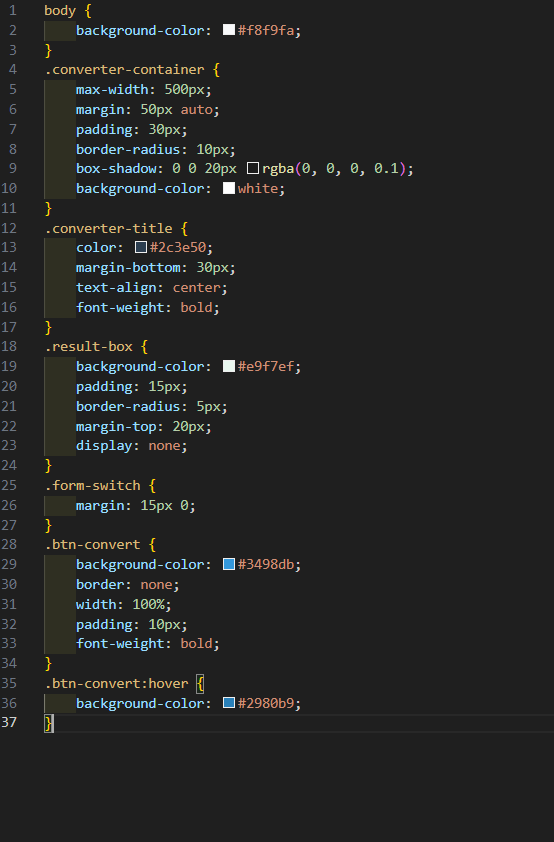 1 body {
2     background-color: #f8f9fa;
3 }
4 .converter-container {
5     max-width: 500px;
6     margin: 50px auto;
7     padding: 30px;
8     border-radius: 10px;
9     box-shadow: 0 0 20px rgba(0, 0, 0, 0.1);
10     background-color: white;
11 }
12 .converter-title {
13     color: #2c3e50;
14     margin-bottom: 30px;
15     text-align: center;
16     font-weight: bold;
17 }
18 .result-box {
19     background-color: #e9f7ef;
20     padding: 15px;
21     border-radius: 5px;
22     margin-top: 20px;
23     display: none;
24 }
25 .form-switch {
26     margin: 15px 0;
27 }
28 .btn-convert {
29     background-color: #3498db;
30     border: none;
31     width: 100%;
32     padding: 10px;
33     font-weight: bold;
34 }
35 .btn-convert:hover {
36     background-color: #2980b9;
37 }